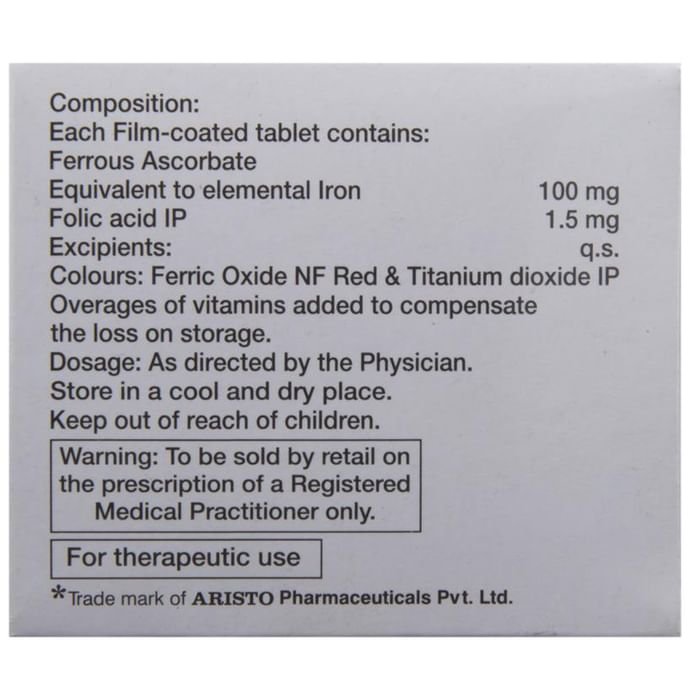 Composition:
Each Film-coated tablet contains:
Ferrous Ascorbate
Equivalent to elemental Iron 100 mg
Folic acid IP 1.5 mg
Excipients: q.s.
Colours: Ferric Oxide NF Red & Titanium dioxide IP
Overages of vitamins added to compensate
the loss on storage.
Dosage: As directed by the Physician.
Store in a cool and dry place.
Keep out of reach of children.
Warning: To be sold by retail on
the prescription of a Registered
Medical Practitioner only.
For therapeutic use
*Trade mark of ARISTO Pharmaceuticals Pvt. Ltd.